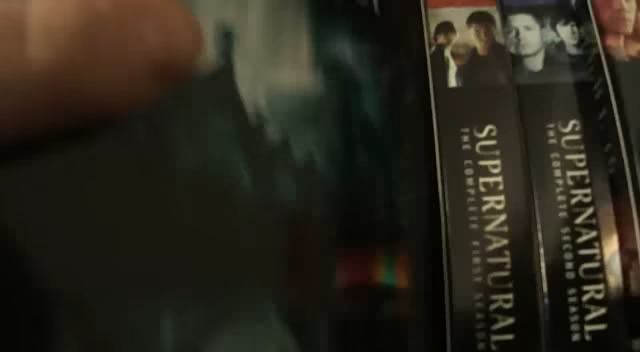 SUPERNATURAL
THE COMPLETE FIRST SEASON
SUPERNATURAL
THE COMPLETE SECOND SEASON